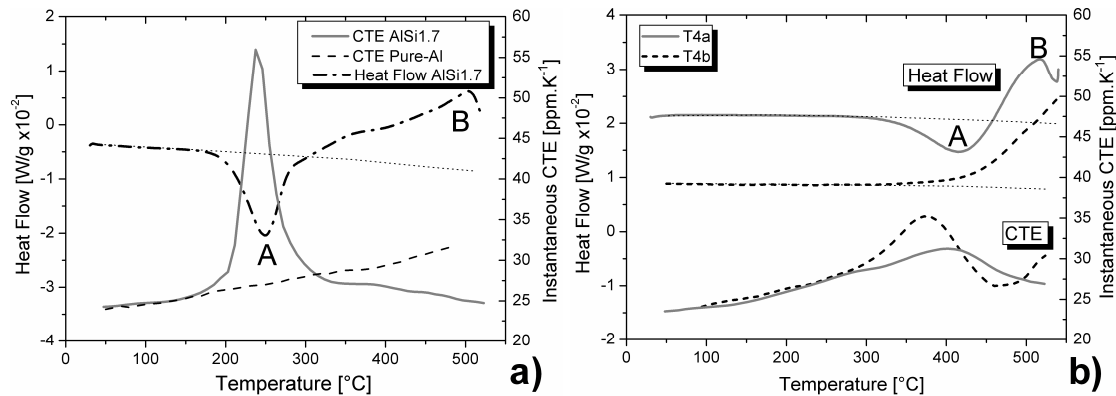 2
1
0
-1
-2
-3
-4
Heat Flow [W/g x10⁻²]
60
55
50
45
40
35
30
25
20
Instantaneous CTE [ppm.K⁻¹]
CTE AlSi1.7
CTE Pure-Al
Heat Flow AlSi1.7
A
B
0 100 200 300 400 500
Temperature [°C]
a)
4
3
2
1
0
-1
-2
Heat Flow [W/g x10⁻²]
60
55
50
45
40
35
30
25
20
Instantaneous CTE [ppm.K⁻¹]
T4a
T4b
Heat Flow
B
A
CTE
0 100 200 300 400 500
Temperature [°C]
b)